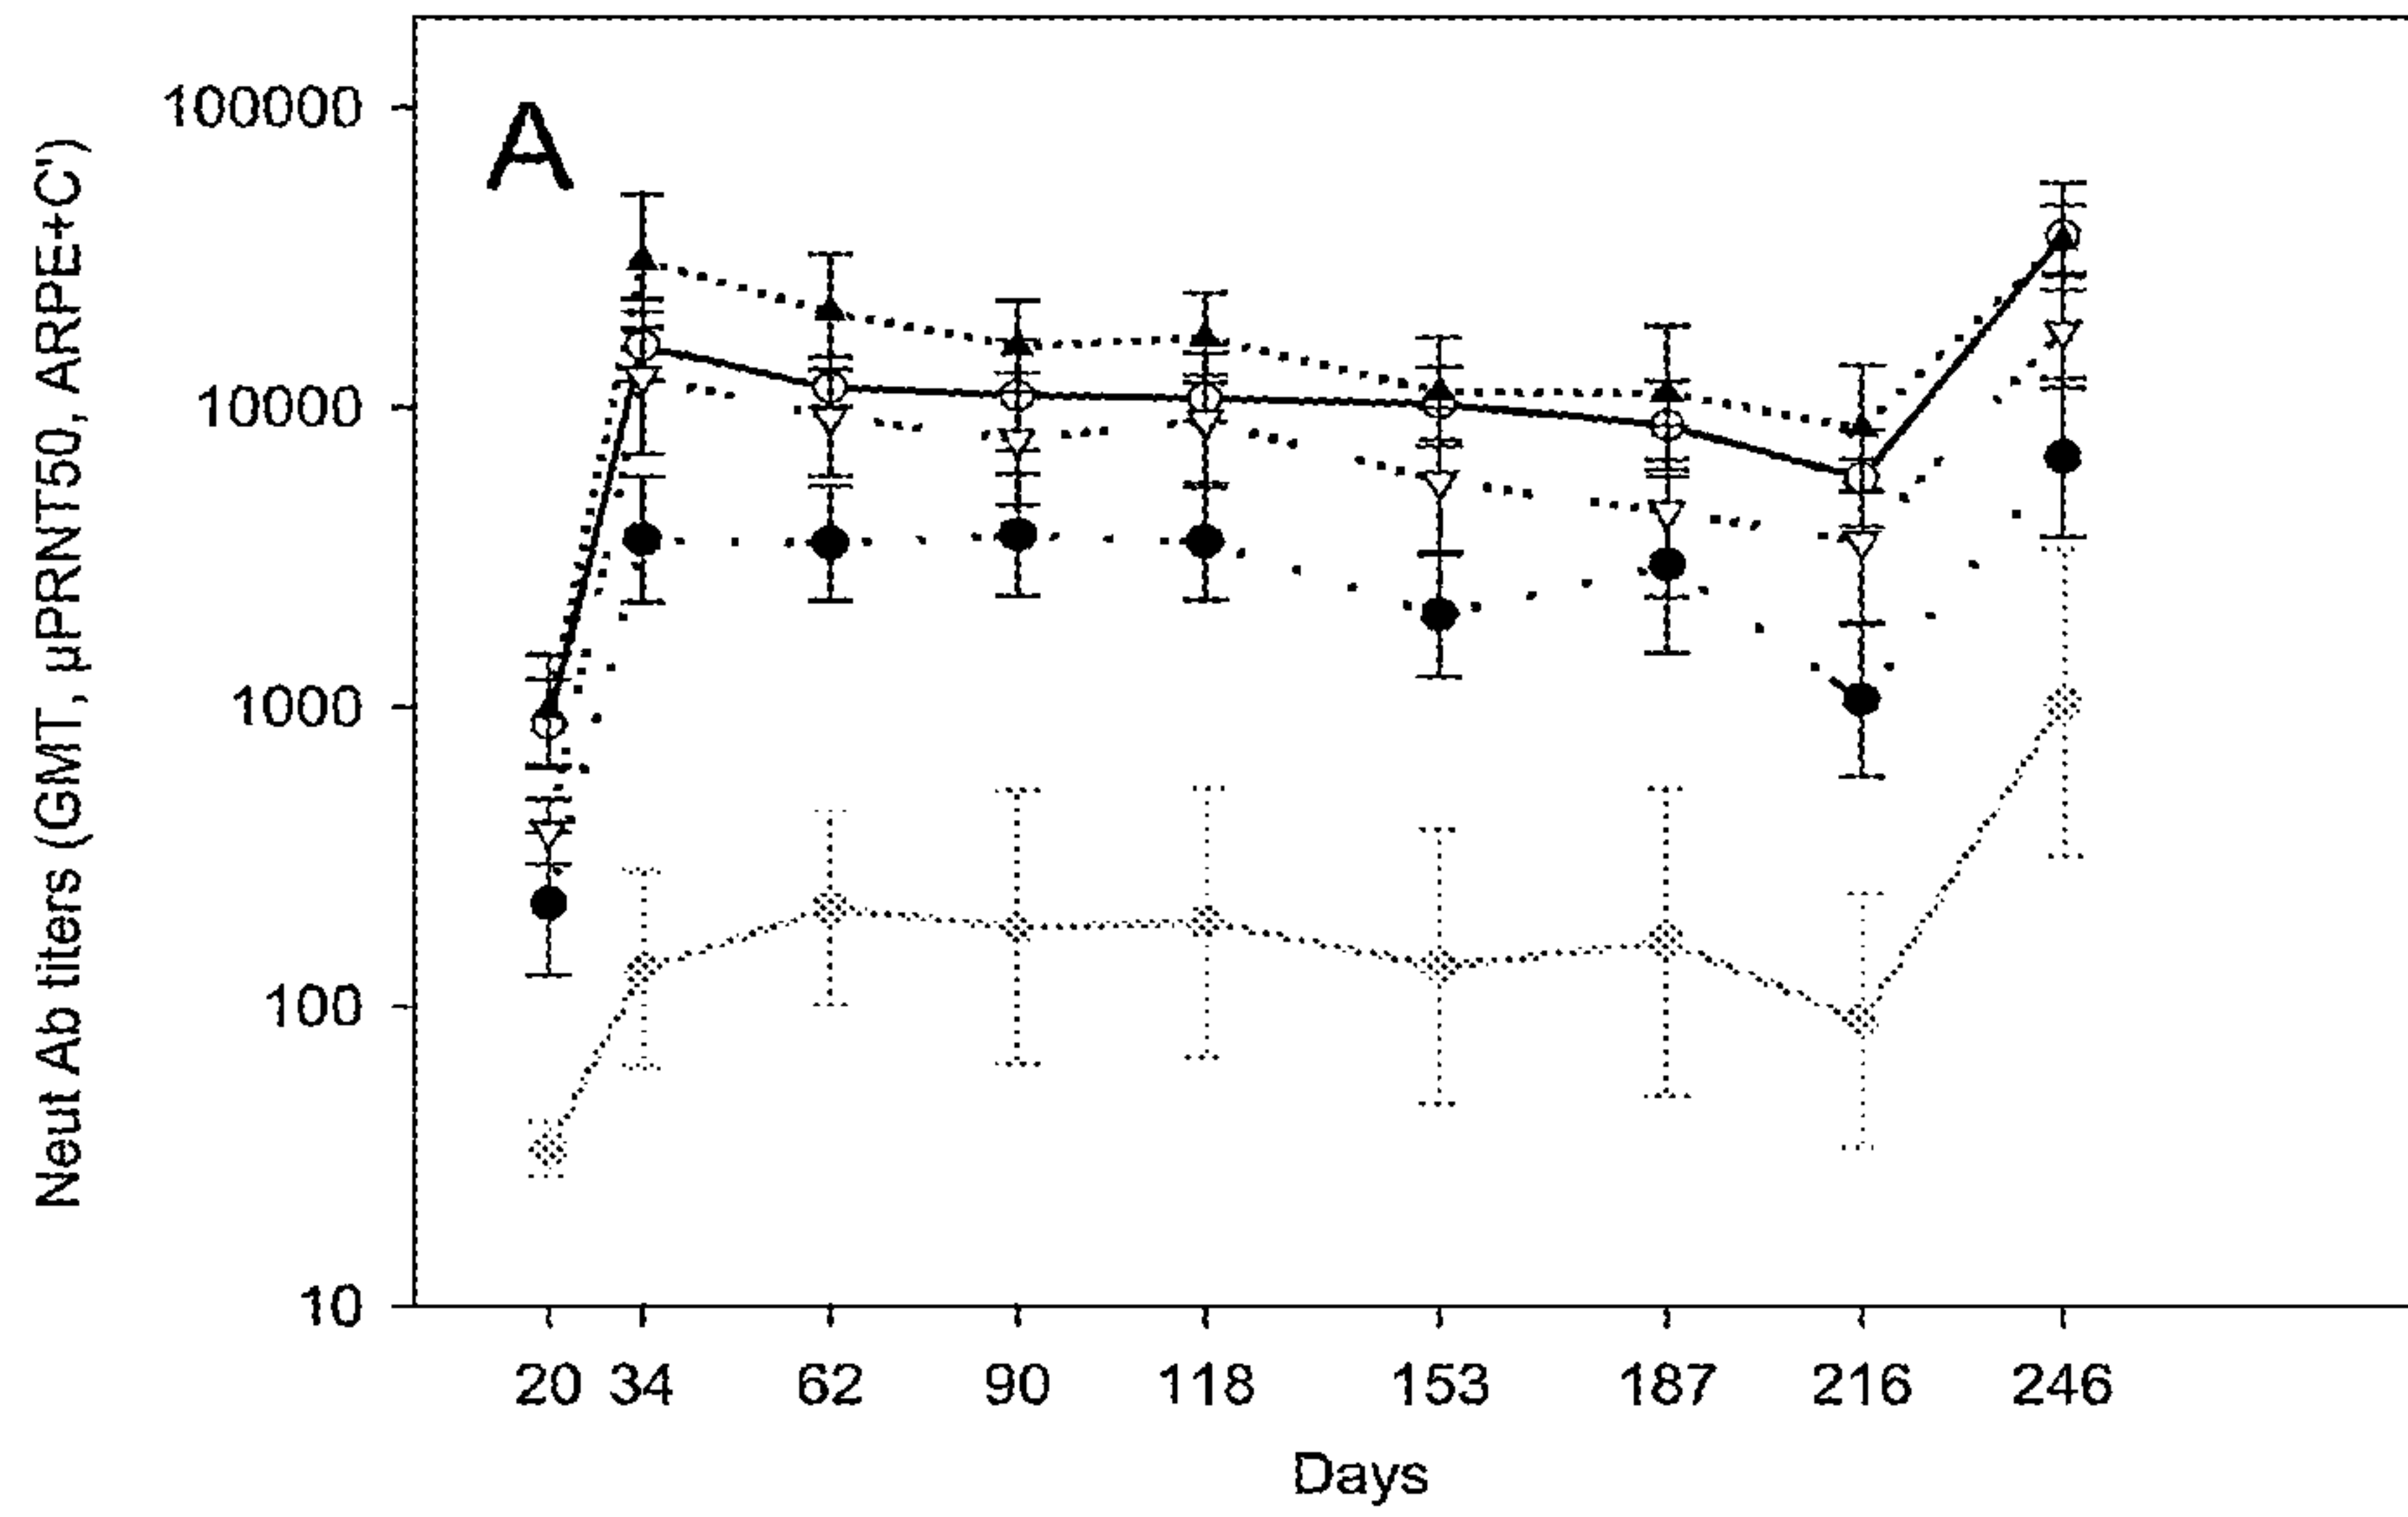 A
Neut Ab titers (GMT, µPRNT50, ARPE+C')
100000
10000
1000
100
10
20 34 62 90 118 153 187 216 246
Days